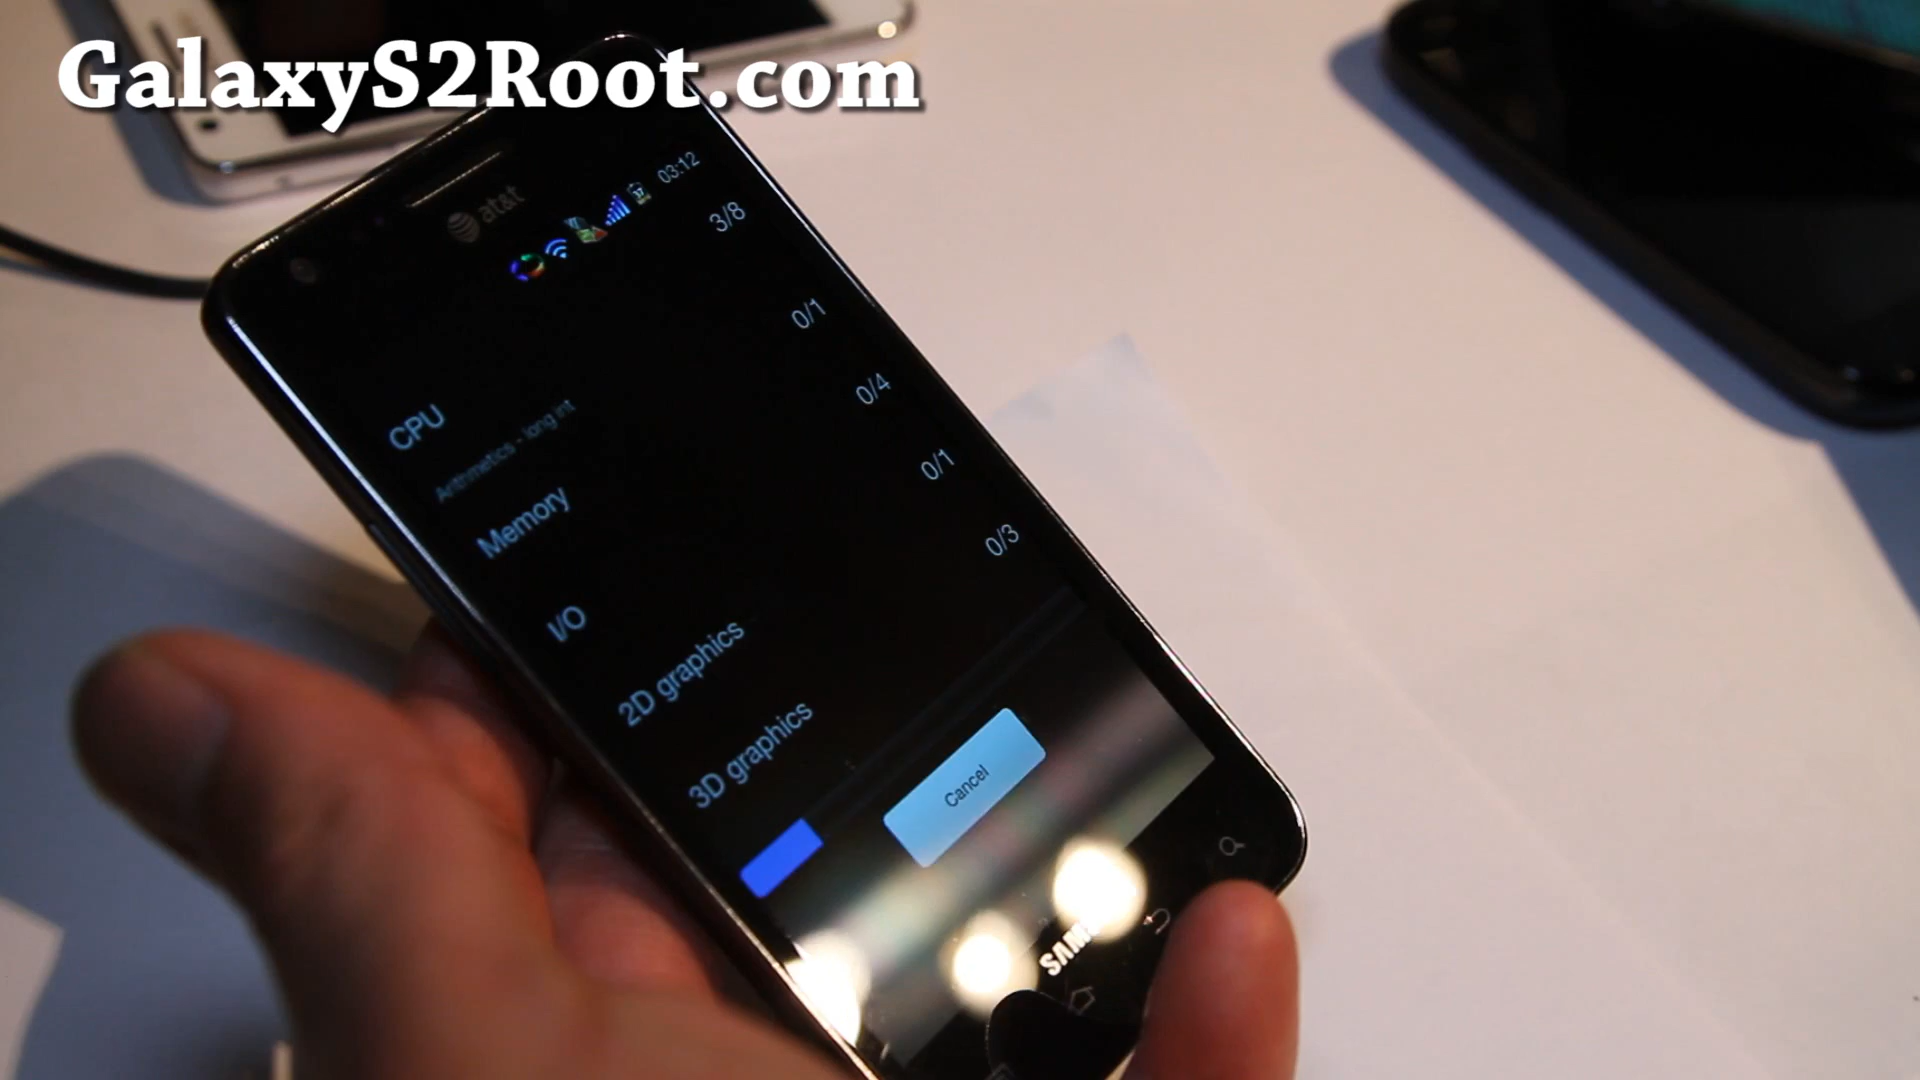 GalaxyS2Root.com
at&t
03:12
3/8
CPU
0/1
Arithmetics - long int
Memory
0/4
I/O
0/1
2D graphics
0/3
3D graphics
Cancel